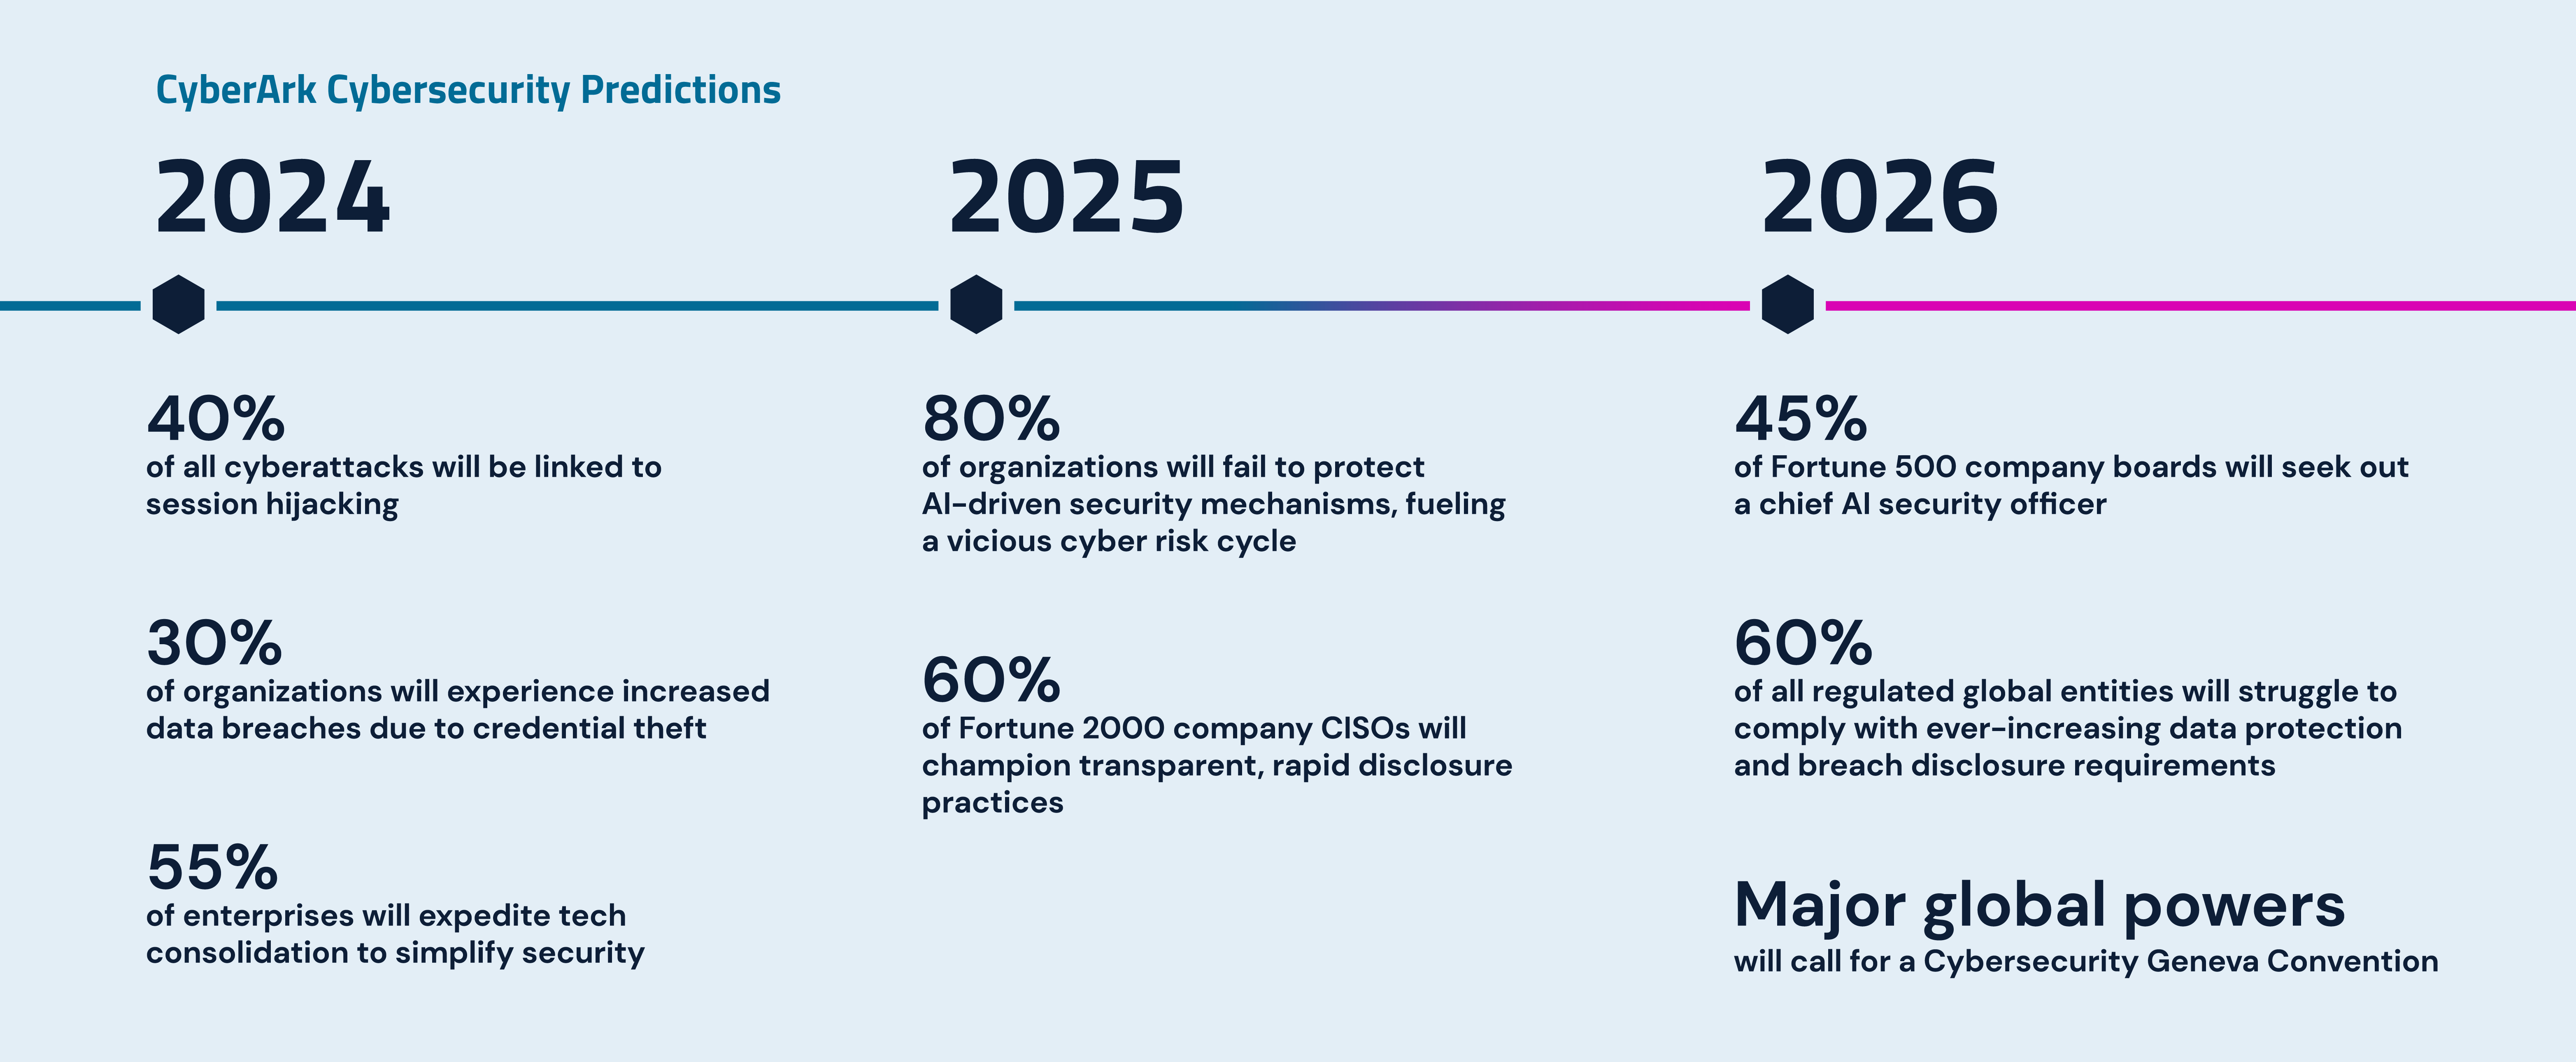 CyberArk Cybersecurity Predictions
2024
40%
of all cyberattacks will be linked to
session hijacking
30%
of organizations will experience increased
data breaches due to credential theft
55%
of enterprises will expedite tech
consolidation to simplify security
2025
80%
of organizations will fail to protect
AI-driven security mechanisms, fueling
a vicious cyber risk cycle
60%
of Fortune 2000 company CISOs will
champion transparent, rapid disclosure
practices
2026
45%
of Fortune 500 company boards will seek out
a chief AI security officer
60%
of all regulated global entities will struggle to
comply with ever-increasing data protection
and breach disclosure requirements
Major global powers
will call for a Cybersecurity Geneva Convention